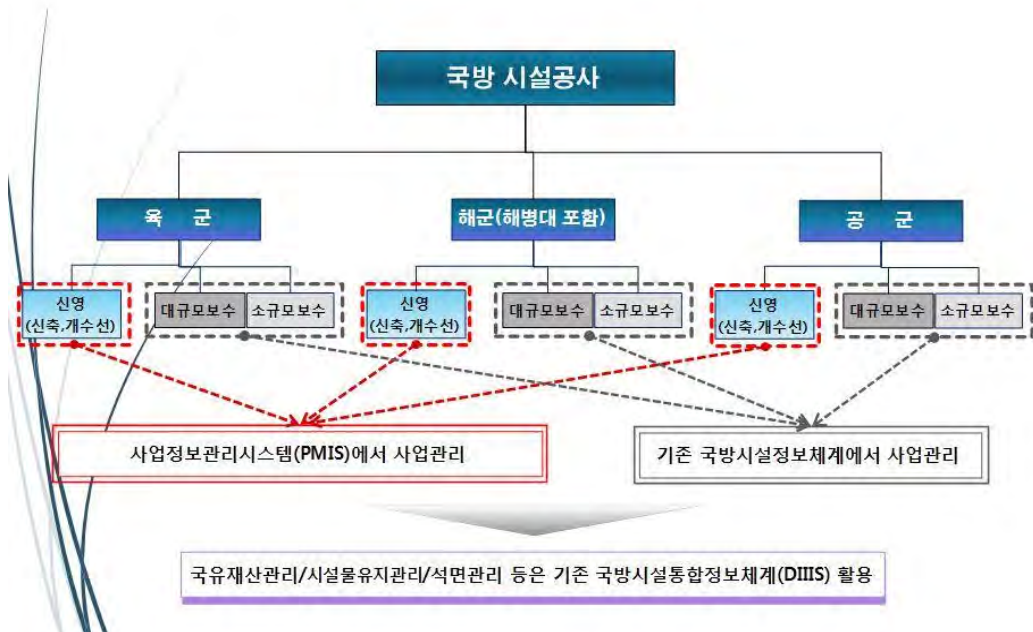 국방 시설공사
육 군
해군(해병대 포함)
공 군
신영
(신축.개수선)
대규모보수
소규모보수
신영
(신축.개수선)
대규모보수
소규모보수
신영
(신축.개수선)
대규모보수
소규모보수
사업정보관리시스템(PMIS)에서 사업관리
기존 국방시설정보체계에서 사업관리
국유재산관리/시설물유지관리/석면관리 등은 기존 국방시설통합정보체계(DIIIS) 활용